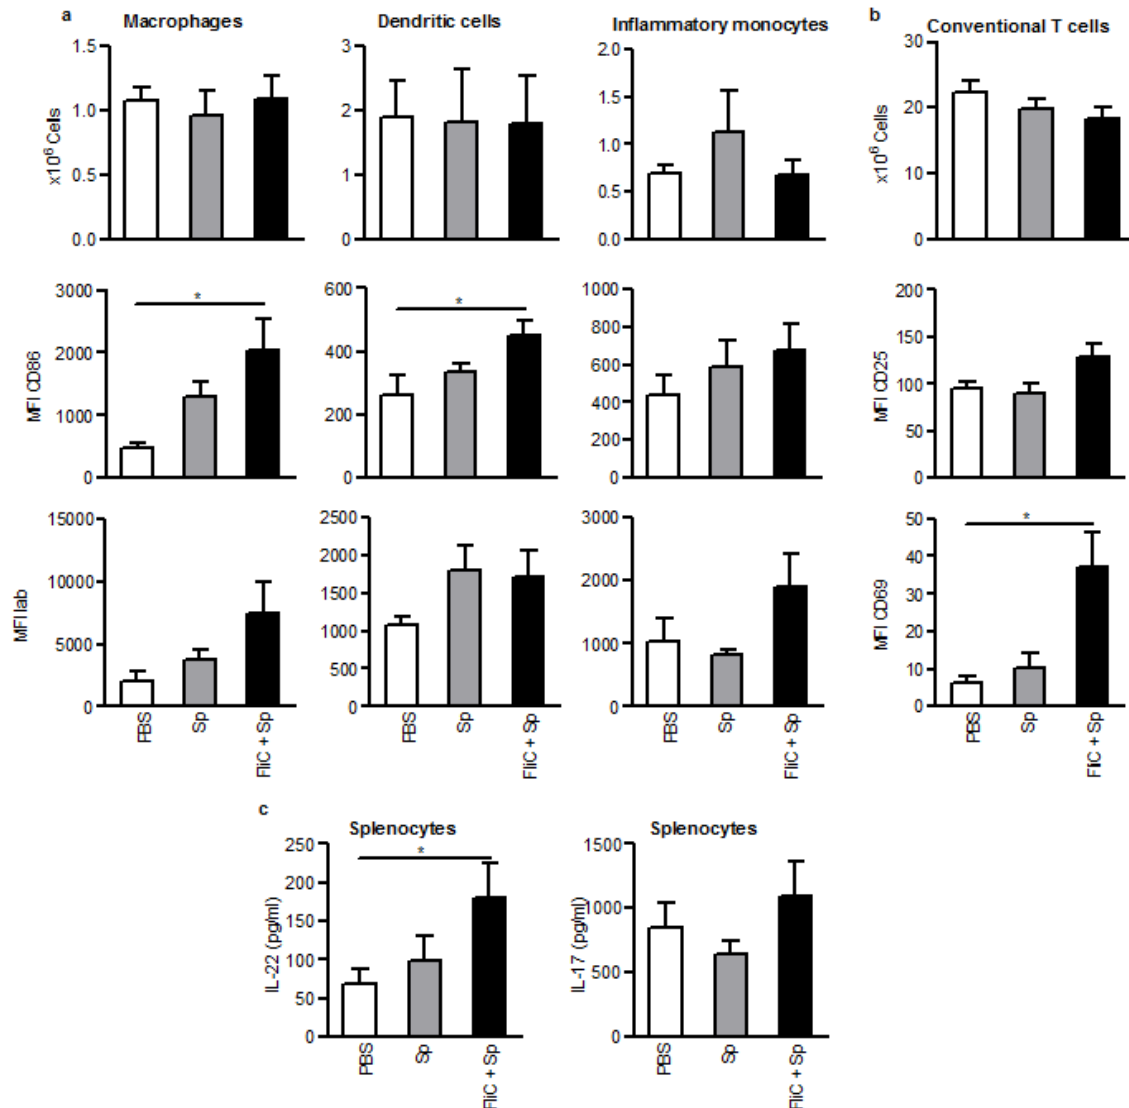 a
Macrophages
Dendritic cells
Inflammatory monocytes
b
Conventional T cells
1.5
1.0
0.5
0.0
x10⁶ Cells
3
2
1
0
2.0
1.5
1.0
0.5
0.0
30
20
10
0
x10⁶ Cells
3000
2000
1000
0
MFI CD86
*
600
400
200
0
*
1000
800
600
400
200
0
200
150
100
50
0
MFI CD25
15000
10000
5000
0
MFI Iab
PBS
Sp
FliC + Sp
2500
2000
1500
1000
500
0
PBS
Sp
FliC + Sp
3000
2000
1000
0
PBS
Sp
FliC + Sp
50
40
30
20
10
0
MFI CD69
*
PBS
Sp
FliC + Sp
c
Splenocytes
250
200
150
100
50
0
IL-22 (pg/ml)
*
PBS
Sp
FliC + Sp
Splenocytes
1500
1000
500
0
IL-17 (pg/ml)
PBS
Sp
FliC + Sp